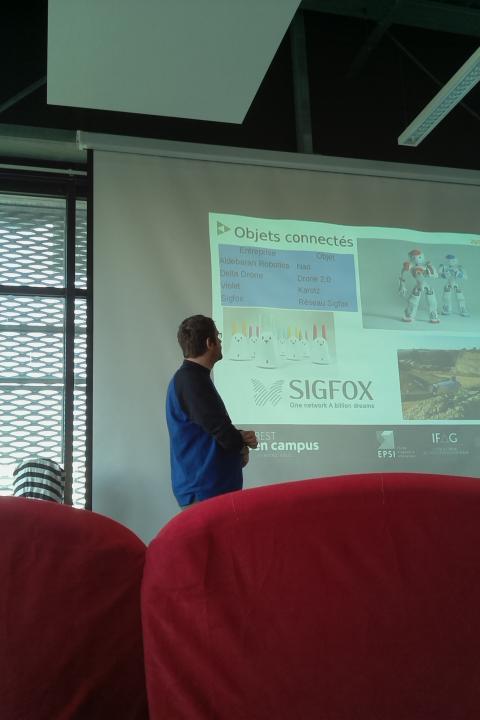 Objets connectés
Entreprise Objet
Aldebaran Robotics Nao
Delta Drone Drone 2.0
violet Karotz
Sigfox Réseau Sigfox
SIGFOX
One network A billion dreams
en campus
EPSI
IFAG